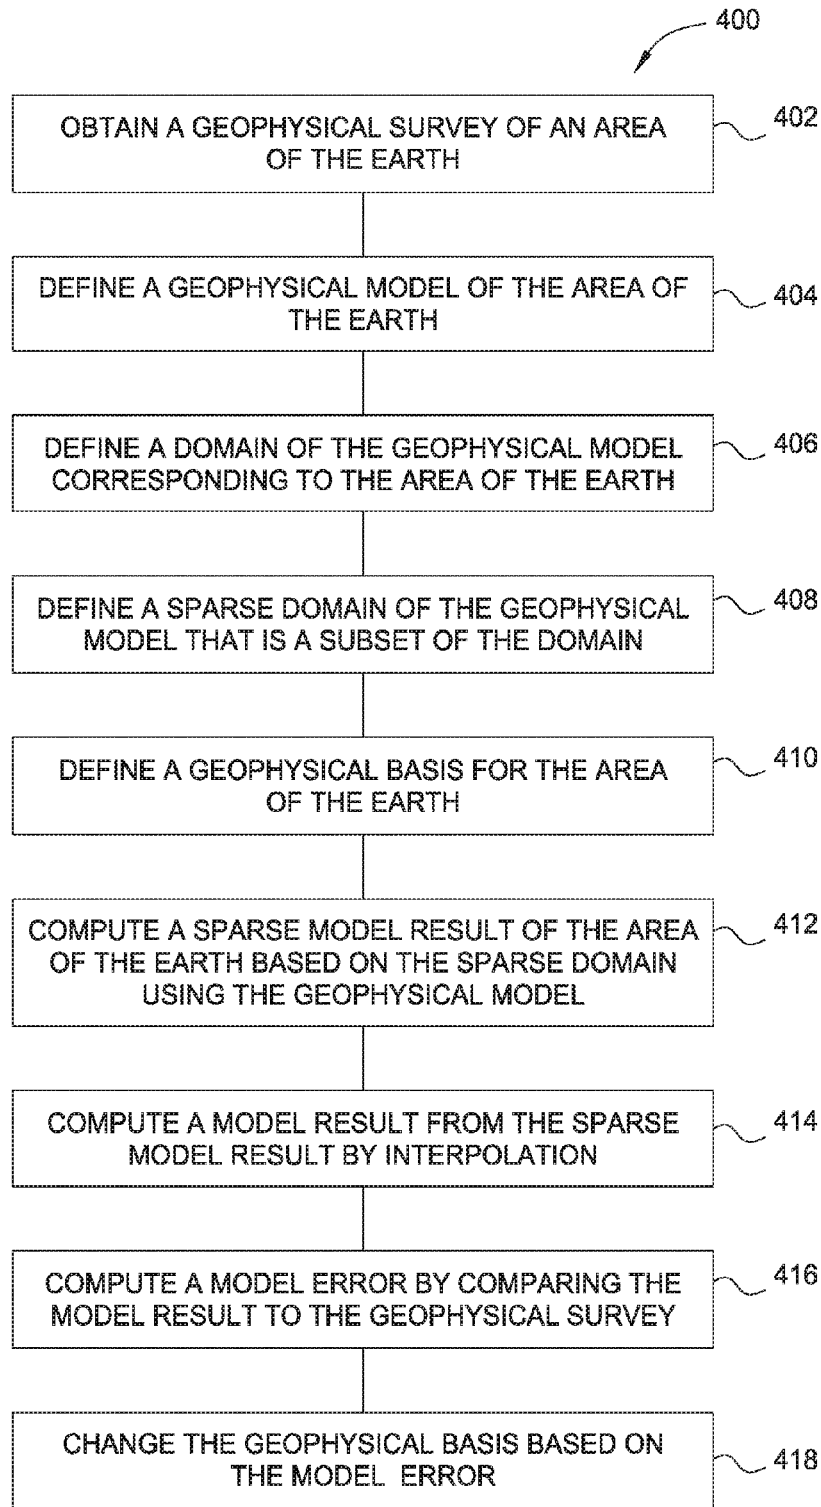 400
OBTAIN A GEOPHYSICAL SURVEY OF AN AREA
OF THE EARTH
402
DEFINE A GEOPHYSICAL MODEL OF THE AREA OF
THE EARTH
404
DEFINE A DOMAIN OF THE GEOPHYSICAL MODEL
CORRESPONDING TO THE AREA OF THE EARTH
406
DEFINE A SPARSE DOMAIN OF THE GEOPHYSICAL
MODEL THAT IS A SUBSET OF THE DOMAIN
408
DEFINE A GEOPHYSICAL BASIS FOR THE AREA
OF THE EARTH
410
COMPUTE A SPARSE MODEL RESULT OF THE AREA
OF THE EARTH BASED ON THE SPARSE DOMAIN
USING THE GEOPHYSICAL MODEL
412
COMPUTE A MODEL RESULT FROM THE SPARSE
MODEL RESULT BY INTERPOLATION
414
COMPUTE A MODEL ERROR BY COMPARING THE
MODEL RESULT TO THE GEOPHYSICAL SURVEY
416
CHANGE THE GEOPHYSICAL BASIS BASED ON
THE MODEL ERROR
418